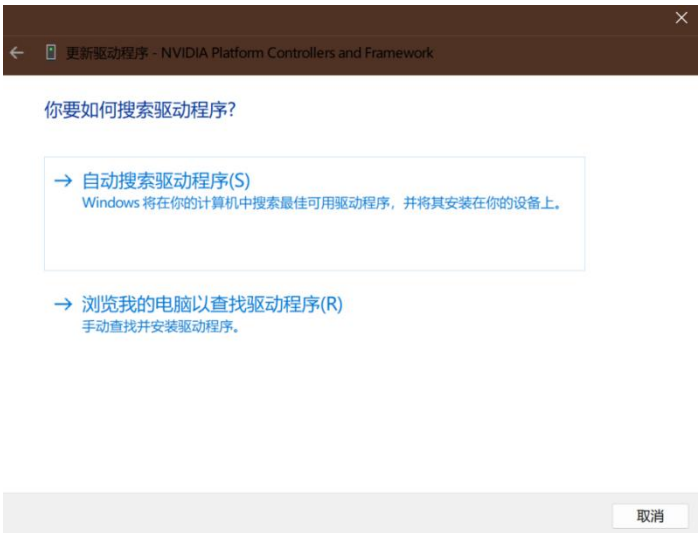 更新驱动程序 - NVIDIA Platform Controllers and Framework
你要如何搜索驱动程序?
自动搜索驱动程序(S)
Windows 将在你的计算机中搜索最佳可用驱动程序，并将其安装在你的设备上。
浏览我的电脑以查找驱动程序(R)
手动查找并安装驱动程序。
取消